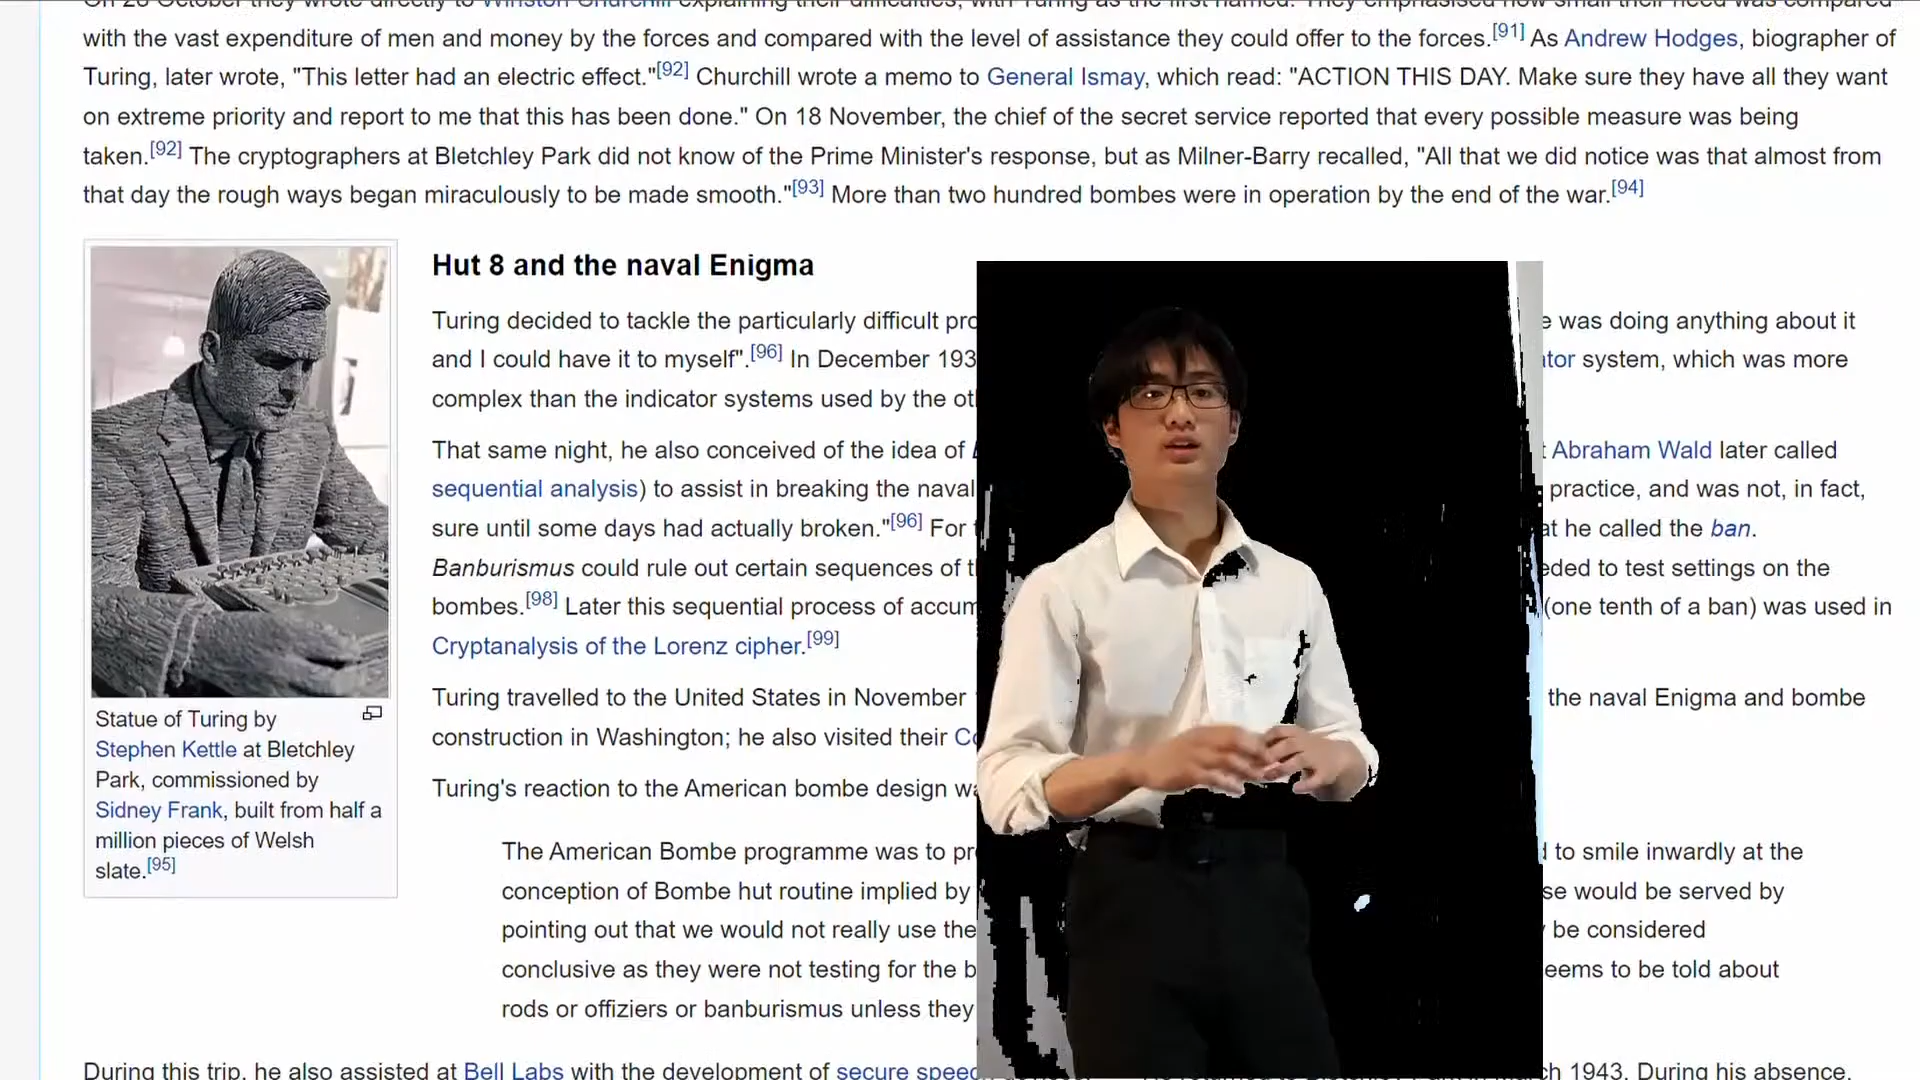 with the vast expenditure of men and money by the forces and compared with the level of assistance they could offer to the forces.[91] As Andrew Hodges, biographer of
Turing, later wrote, "This letter had an electric effect."[92] Churchill wrote a memo to General Ismay, which read: "ACTION THIS DAY. Make sure they have all they want
on extreme priority and report to me that this has been done." On 18 November, the chief of the secret service reported that every possible measure was being
taken.[92] The cryptographers at Bletchley Park did not know of the Prime Minister's response, but as Milner-Barry recalled, "All that we did notice was that almost from
that day the rough ways began miraculously to be made smooth."[93] More than two hundred bombes were in operation by the end of the war.[94]
Statue of Turing by
Stephen Kettle at Bletchley
Park, commissioned by
Sidney Frank, built from half a
million pieces of Welsh
slate.[95]
Hut 8 and the naval Enigma
Turing decided to tackle the particularly difficult was doing anything about it
and I could have it to myself".[96] In December system, which was more
complex than the indicator systems used by the
That same night, he also conceived of the idea of Abraham Wald later called
sequential analysis) to assist in breaking the naval practice, and was not, in fact,
sure until some days had actually broken."[96] For he called the ban.
Banburismus could rule out certain sequences of to test settings on the
bombes.[98] Later this sequential process of (one tenth of a ban) was used in
Cryptanalysis of the Lorenz cipher.[99]
Turing travelled to the United States in November the naval Enigma and bombe
construction in Washington; he also visited their
Turing's reaction to the American bombe design
The American Bombe programme was to to smile inwardly at the
conception of Bombe hut routine implied by would be served by
pointing out that we would not really use the be considered
conclusive as they were not testing for the to be told about
rods or offiziers or banburismus unless they
During this trip, he also assisted at Bell Labs with the development of secure 1943. During his absence,